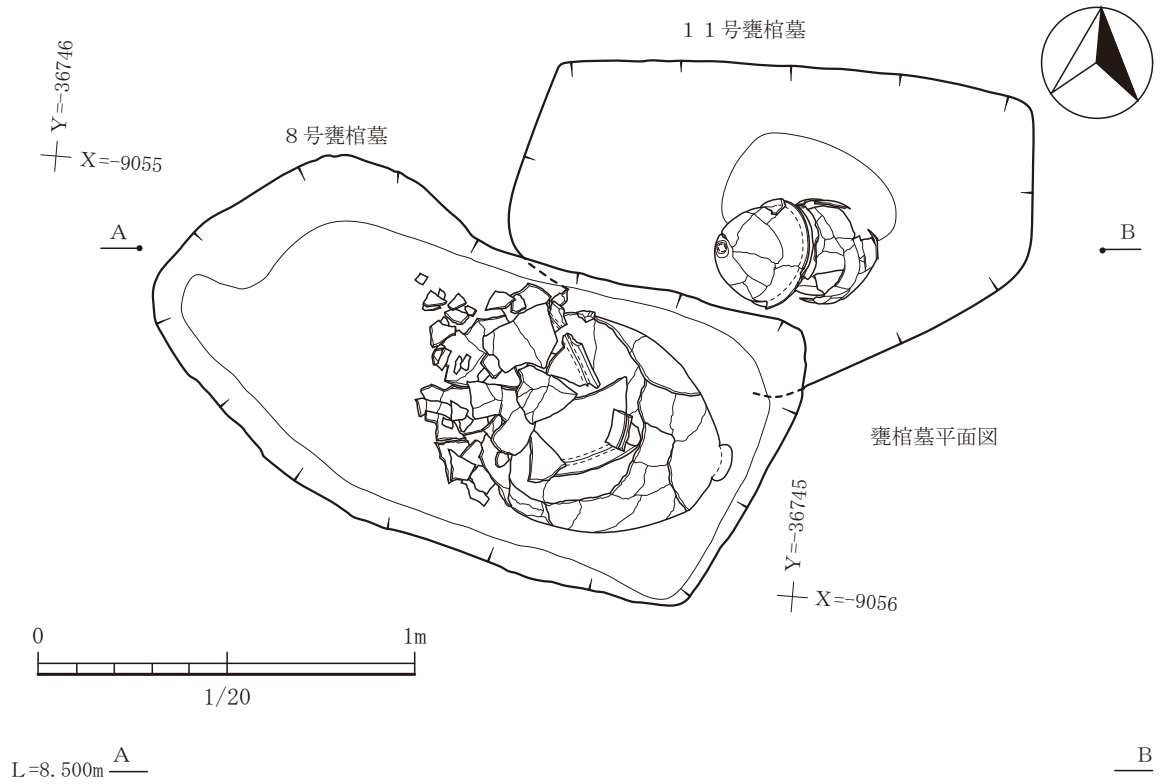 １１号甕棺墓
Y=-36746
８号甕棺墓
X=-9055
A
B
甕棺墓平面図
Y=-36745
X=-9056
0
1m
1/20
A
B
L=8.500m